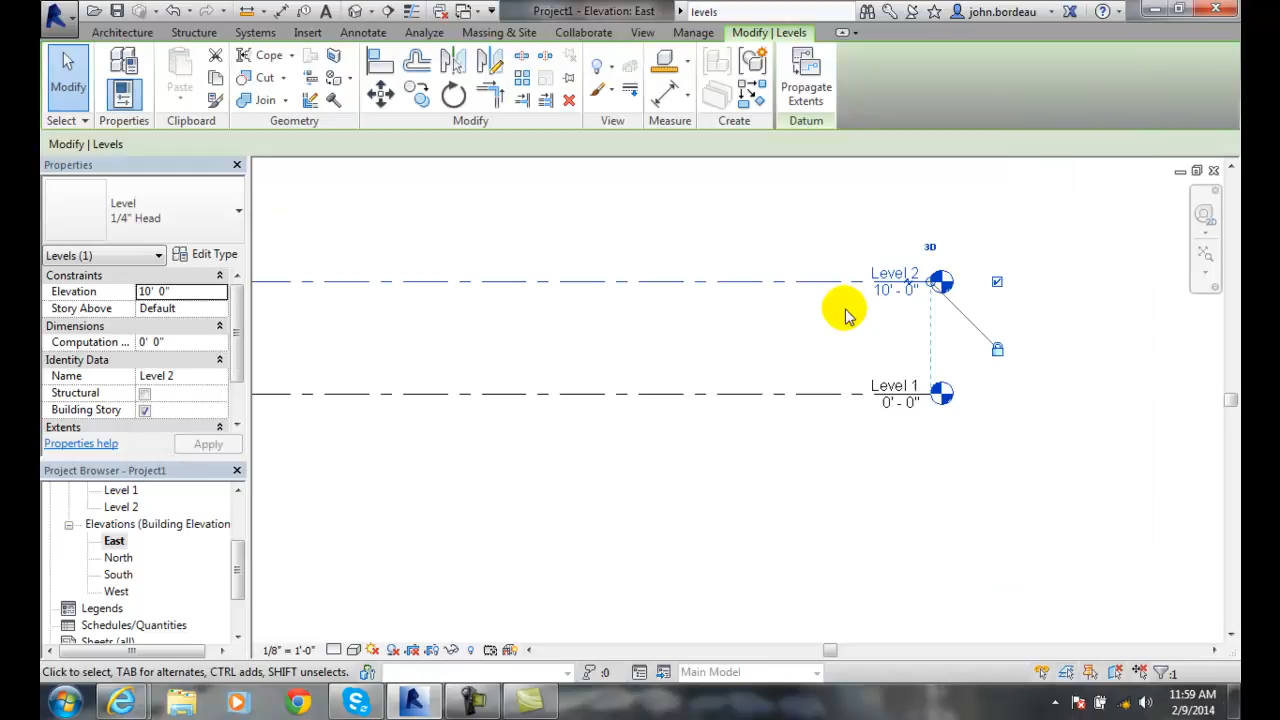 Project1 - Elevation: East
levels
john.bordeau
Architecture
Structure
Systems
Insert
Annotate
Analyze
Massing & Site
Collaborate
View
Manage
Modify | Levels
Modify
Paste
Cope
Cut
Join
Propagate
Extents
Select
Properties
Clipboard
Geometry
Modify
View
Measure
Create
Datum
Modify | Levels
Properties
Level
1/4" Head
Levels (1)
Edit Type
Constraints
Elevation
10' 0"
Story Above
Default
Dimensions
Computation ...
0' 0"
Identity Data
Name
Level 2
Structural
Building Story
Extents
Properties help
Apply
Project Browser - Project1
Level 1
Level 2
Elevations (Building Elevation
East
North
South
West
Legends
Schedules/Quantities
Sheets (all)
3D
Level 2
10' - 0"
Level 1
0' - 0"
1/8" = 1'-0"
Click to select, TAB for alternates, CTRL adds, SHIFT unselects.
:0
Main Model
:1
11:59 AM
2/9/2014